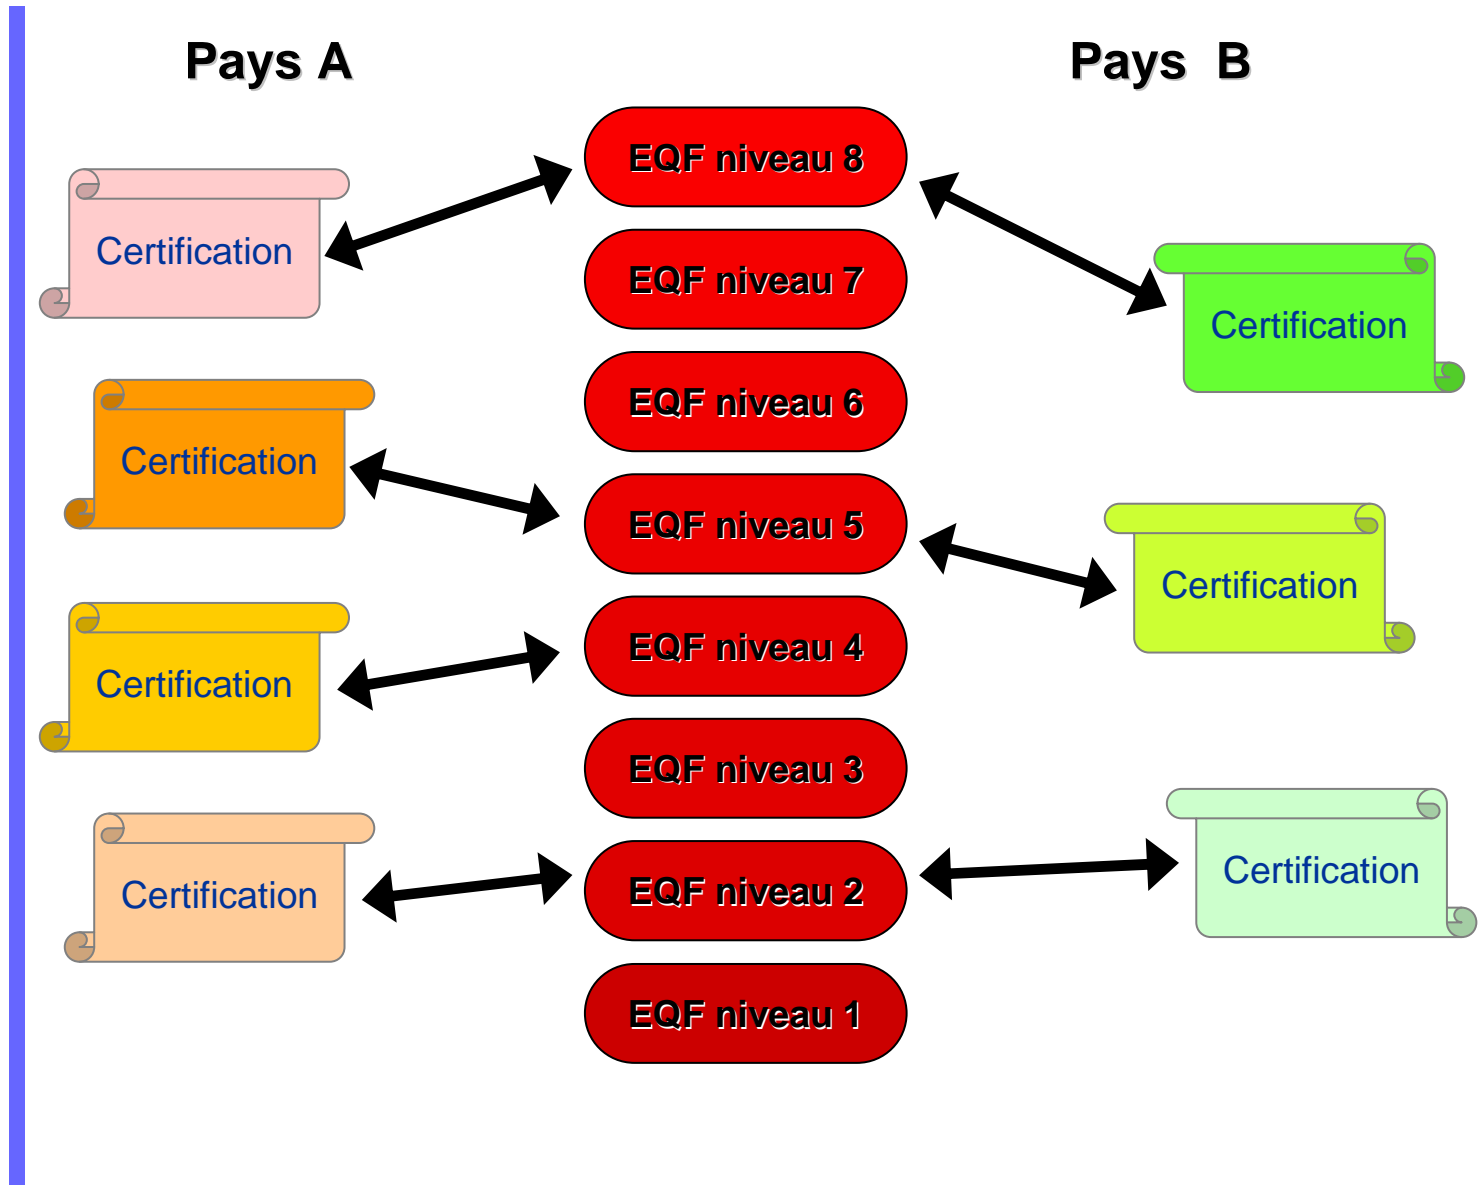 Pays A
Pays B
EQF niveau 8
Certification
EQF niveau 7
Certification
EQF niveau 6
Certification
EQF niveau 5
Certification
EQF niveau 4
Certification
EQF niveau 3
EQF niveau 2
Certification
Certification
EQF niveau 1